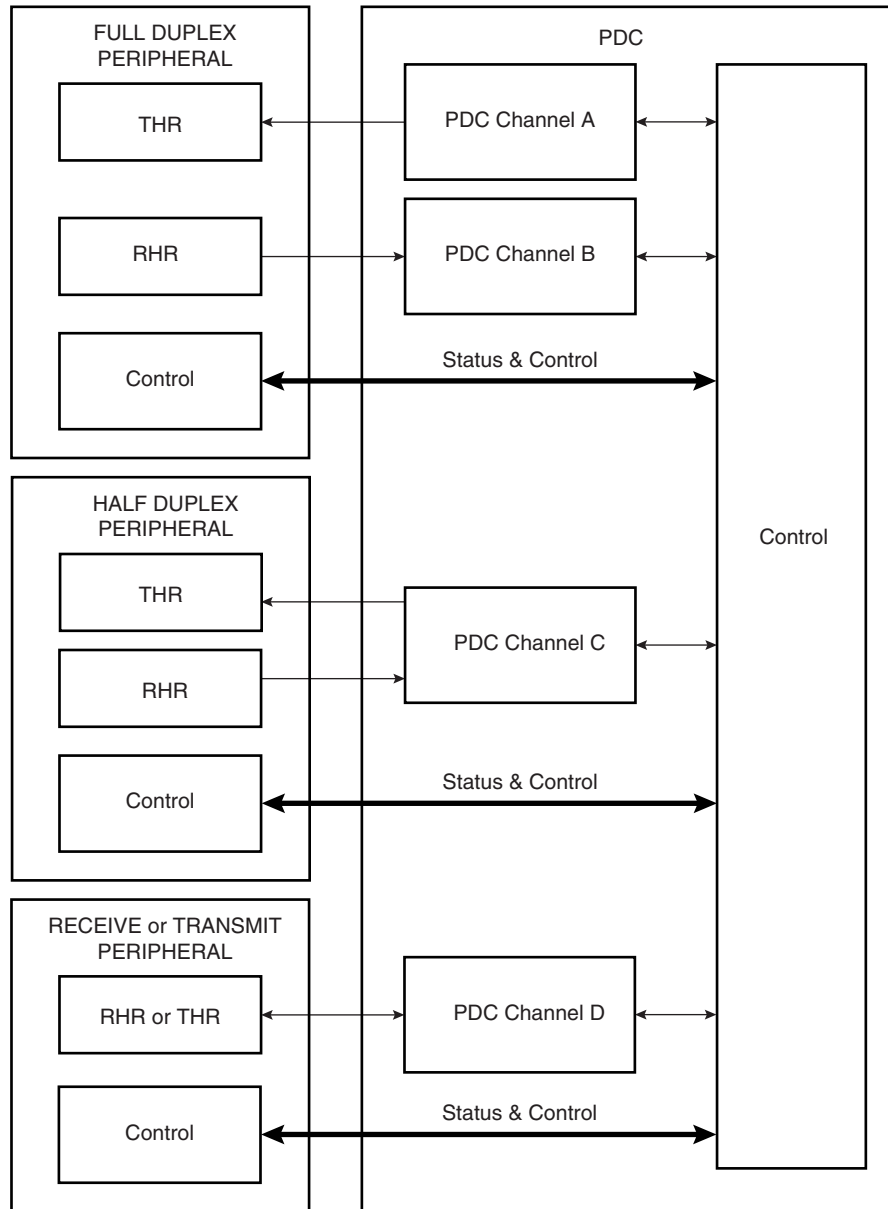 FULL DUPLEX
PERIPHERAL
THR
RHR
Control
PDC
PDC Channel A
PDC Channel B
Status & Control
Control
HALF DUPLEX
PERIPHERAL
THR
RHR
Control
PDC Channel C
Status & Control
RECEIVE or TRANSMIT
PERIPHERAL
RHR or THR
Control
PDC Channel D
Status & Control